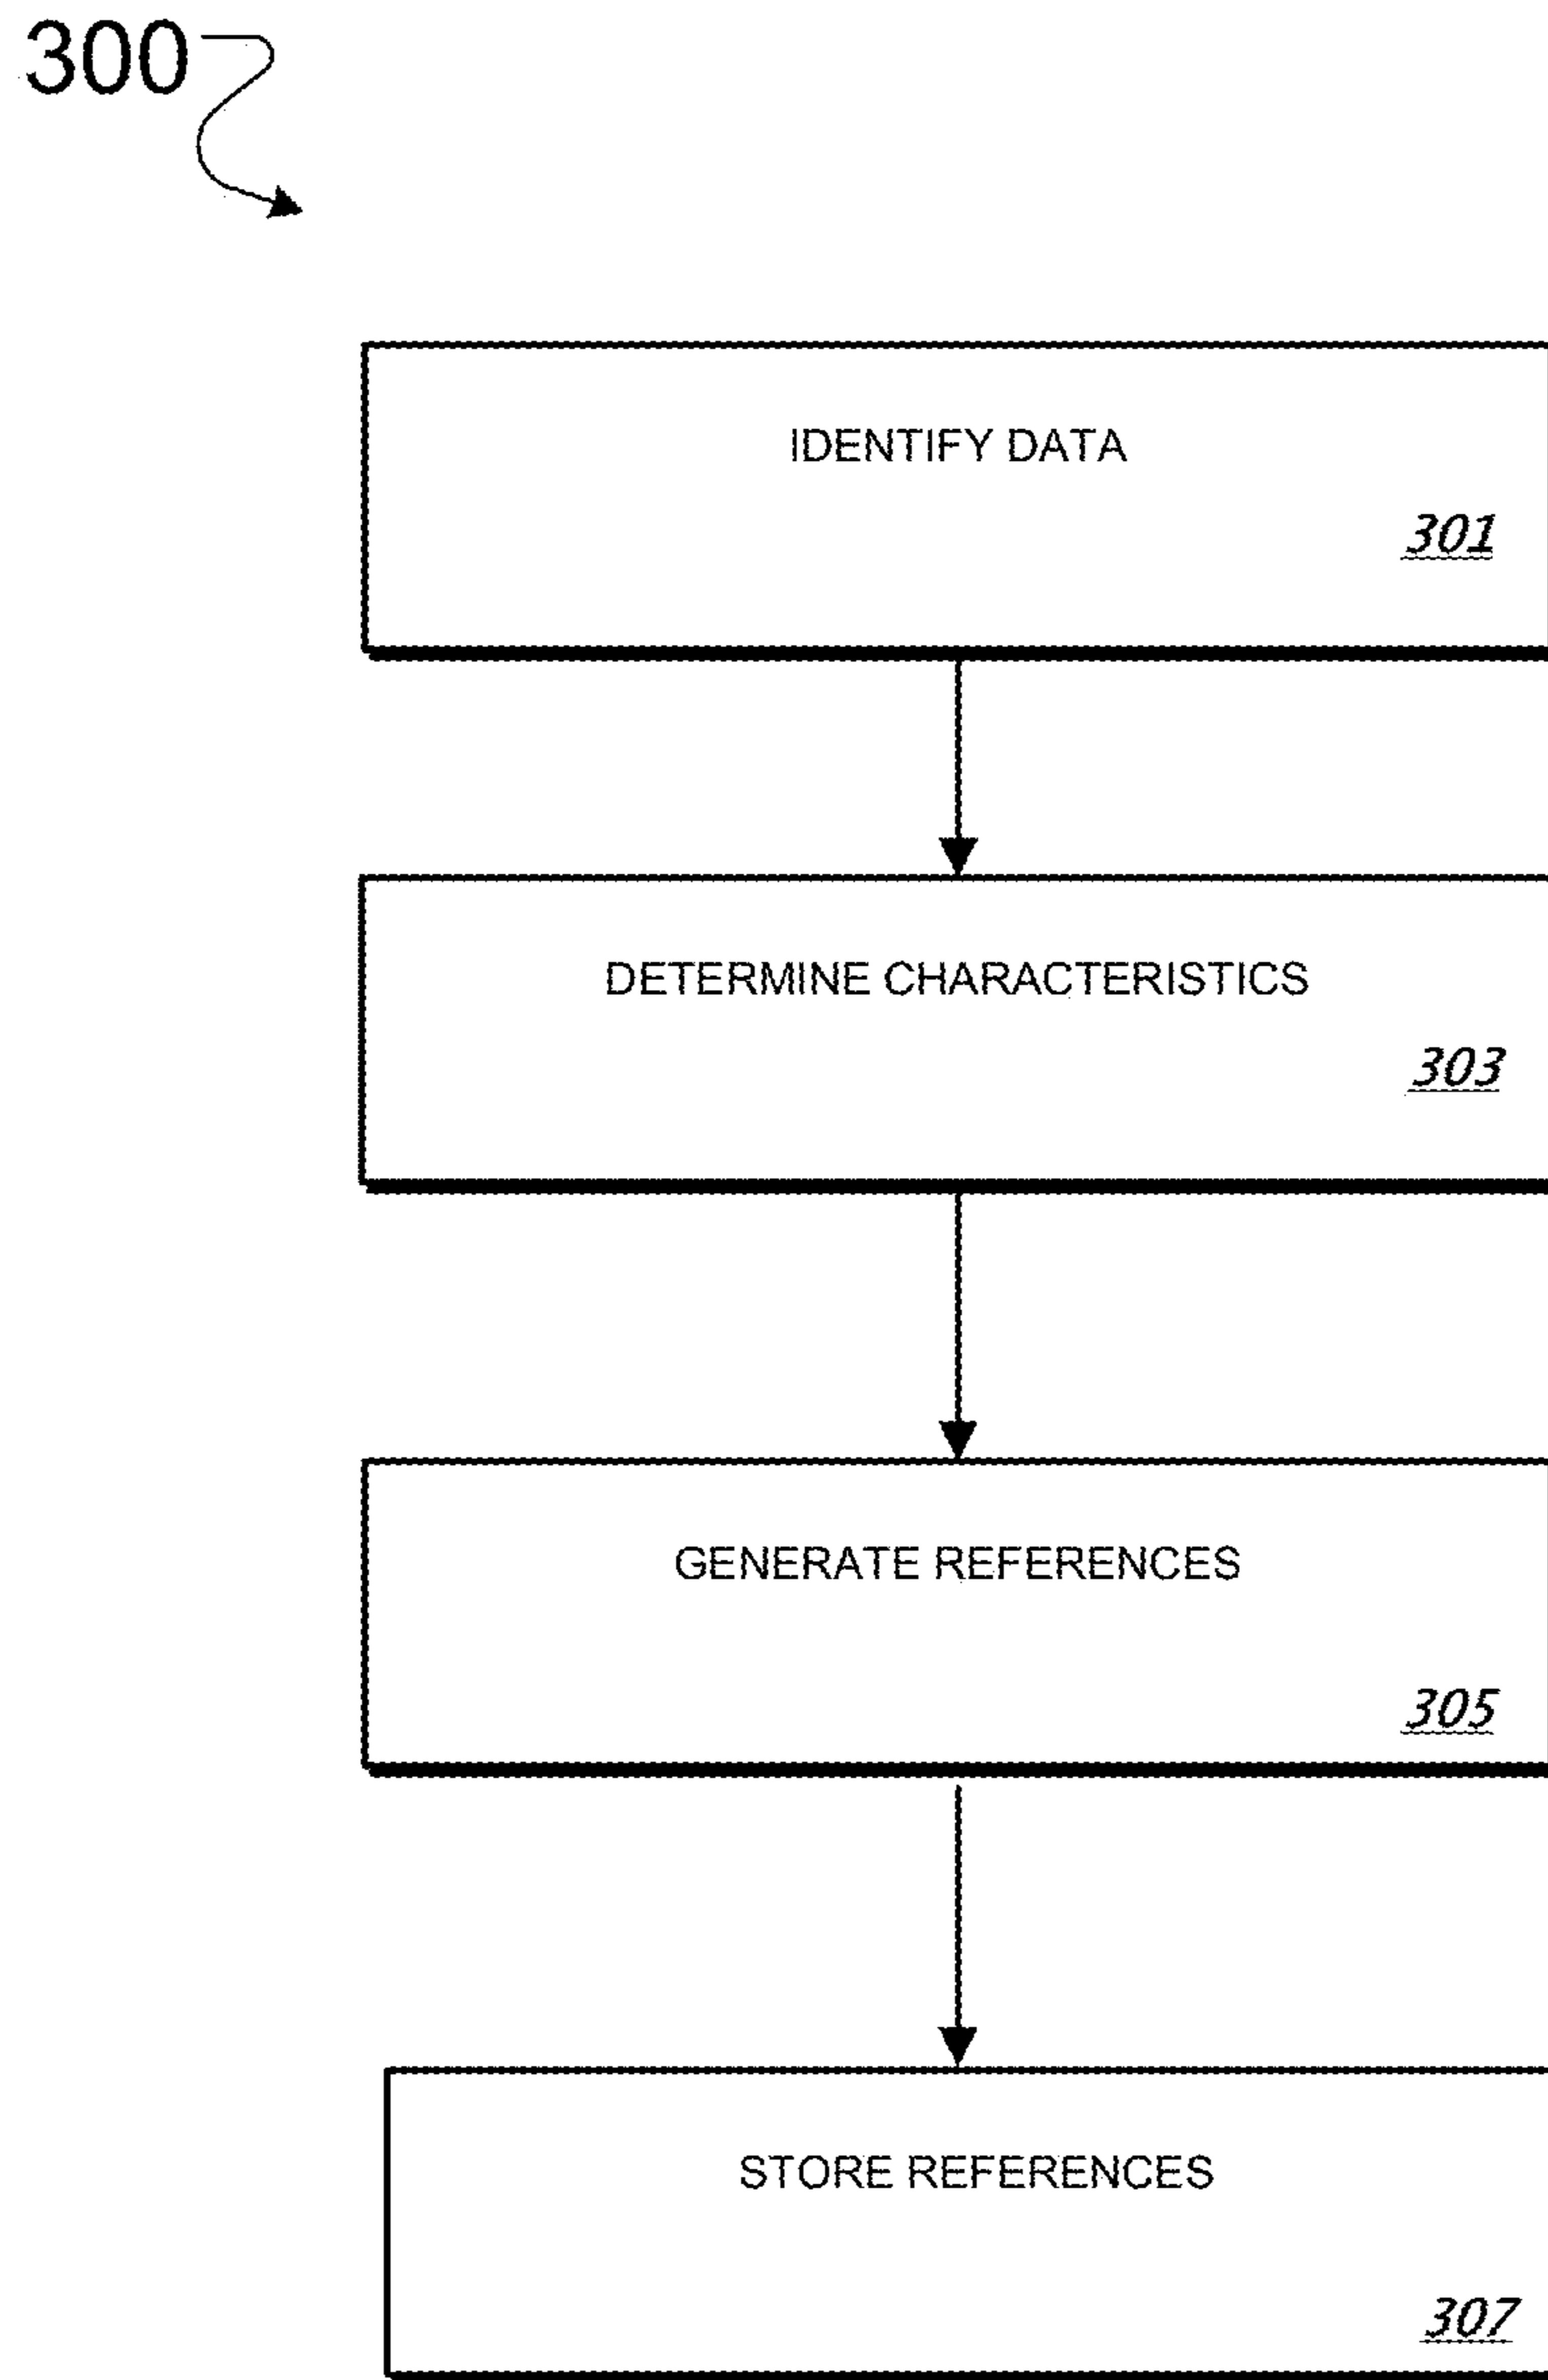 300
IDENTIFY DATA
301
DETERMINE CHARACTERISTICS
303
GENERATE REFERENCES
305
STORE REFERENCES
307